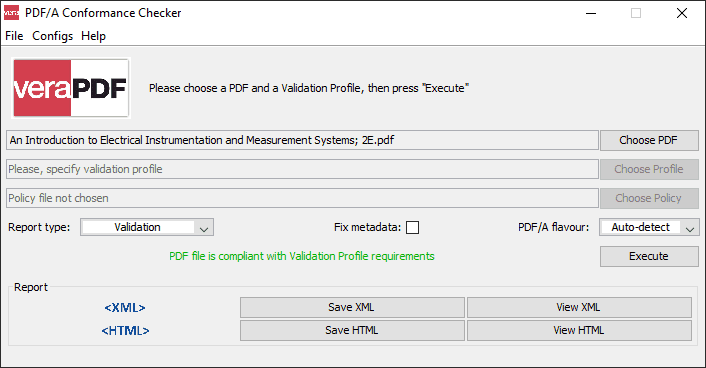 vera PDF/A Conformance Checker
File Configs Help
veraPDF
Please choose a PDF and a Validation Profile, then press "Execute"
An Introduction to Electrical Instrumentation and Measurement Systems; 2E.pdf Choose PDF
Please, specify validation profile Choose Profile
Policy file not chosen Choose Policy
Report type: Validation Fix metadata: PDF/A flavour: Auto-detect
PDF file is compliant with Validation Profile requirements Execute
Report
<XML> Save XML View XML
<HTML> Save HTML View HTML